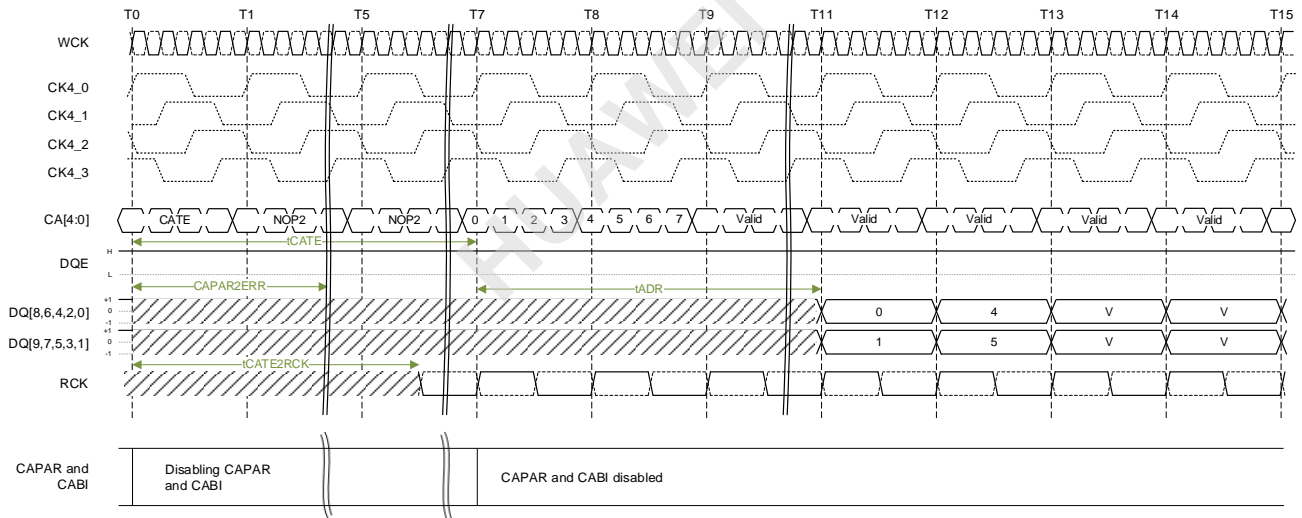 T0 T1 T5 T7 T8 T9 T11 T12 T13 T14 T15
WCK
CK4_0
CK4_1
CK4_2
CK4_3
CA[4:0] CATE NOP2 NOP2 0 1 2 3 4 5 6 7 Valid Valid Valid Valid Valid
tCATE
H
DQE
L
CAPAR2ERR tADR
+1
DQ[8,6,4,2,0] 0 0 4 V V
-1
+1
DQ[9,7,5,3,1] 0 1 5 V V
-1
tCATE2RCK
RCK
CAPAR and
CABI
Disabling CAPAR
and CABI
CAPAR and CABI disabled
HUAWEI